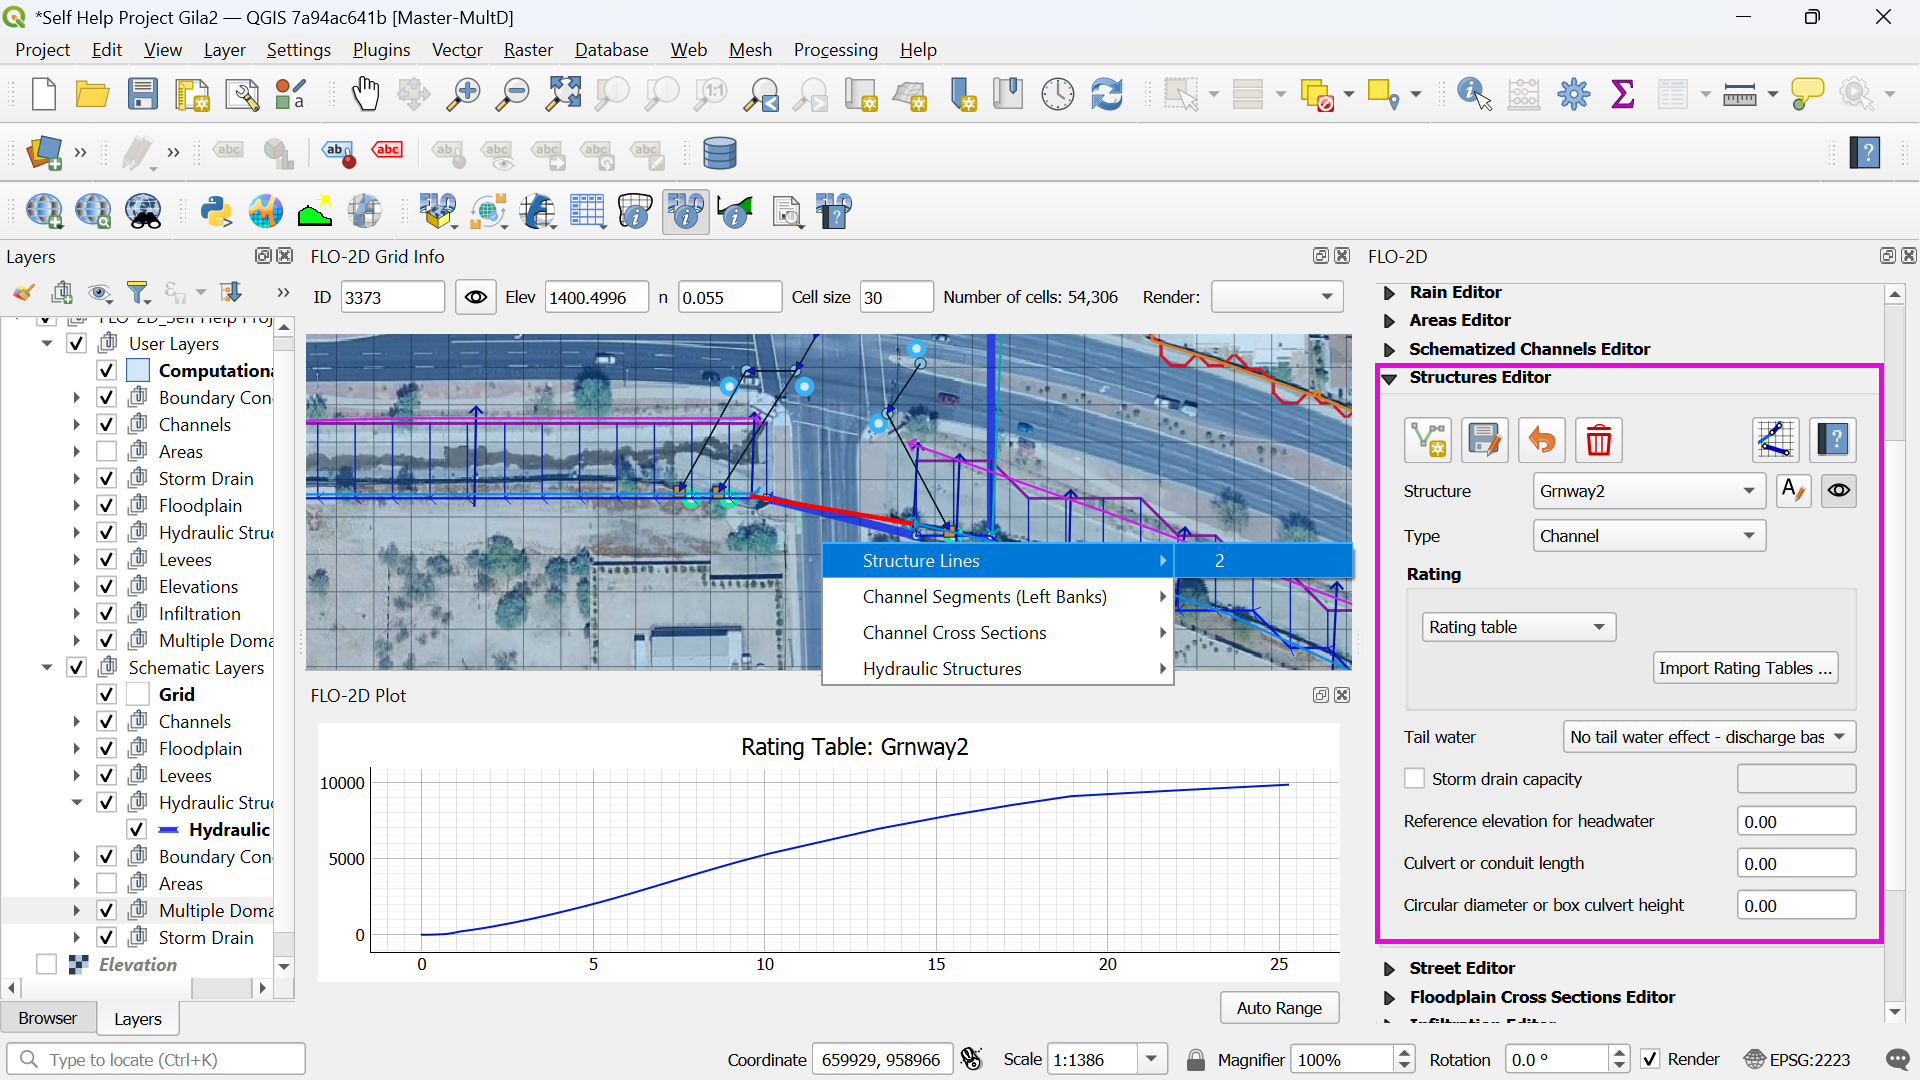 *Self Help Project Gila2 — QGIS 7a94ac641b [Master-MultD]
Project Edit View Layer Settings Plugins Vector Raster Database Web Mesh Processing Help
Layers
FLO-2D Grid Info
FLO-2D
ID 3373 Elev 1400.4996 n 0.055 Cell size 30 Number of cells: 54,306 Render:
User Layers
Computationa
Boundary Con
Channels
Areas
Storm Drain
Floodplain
Hydraulic Struc
Levees
Elevations
Infiltration
Multiple Doma
Schematic Layers
Grid
Channels
Floodplain
Levees
Hydraulic Struc
Hydraulic
Boundary Con
Areas
Multiple Doma
Storm Drain
Elevation
Browser
Layers
Structure Lines
2
Channel Segments (Left Banks)
Channel Cross Sections
Hydraulic Structures
FLO-2D Plot
Rating Table: Grnway2
10000
5000
0
0 5 10 15 20 25
Auto Range
Rain Editor
Areas Editor
Schematized Channels Editor
Structures Editor
Structure Grnway2
Type Channel
Rating
Rating table
Import Rating Tables ...
Tail water No tail water effect - discharge bas
Storm drain capacity
Reference elevation for headwater 0.00
Culvert or conduit length 0.00
Circular diameter or box culvert height 0.00
Street Editor
Floodplain Cross Sections Editor
Type to locate (Ctrl+K)
Coordinate 659929, 958966 Scale 1:1386 Magnifier 100% Rotation 0.0 ° Render EPSG:2223